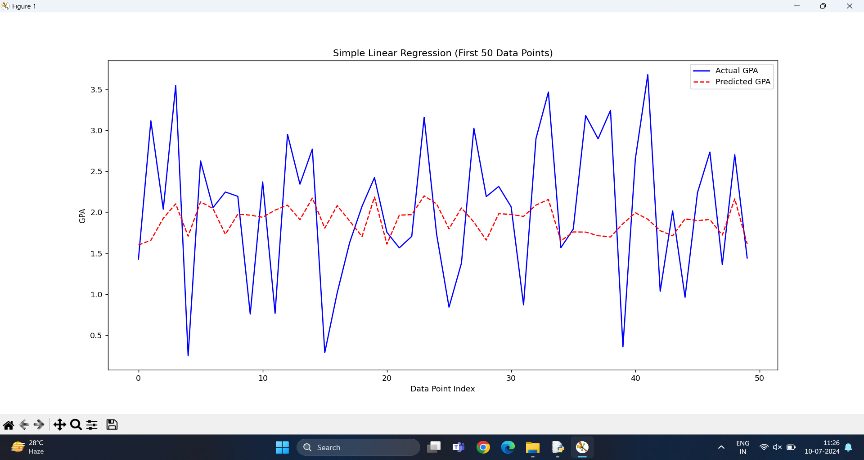 Figure 1
Simple Linear Regression (First 50 Data Points)
Actual GPA
Predicted GPA
3.5
3.0
2.5
2.0
1.5
1.0
0.5
GPA
0 10 20 30 40 50
Data Point Index
28°C
Haze
Search
ENG
IN
11:26
10-07-2024